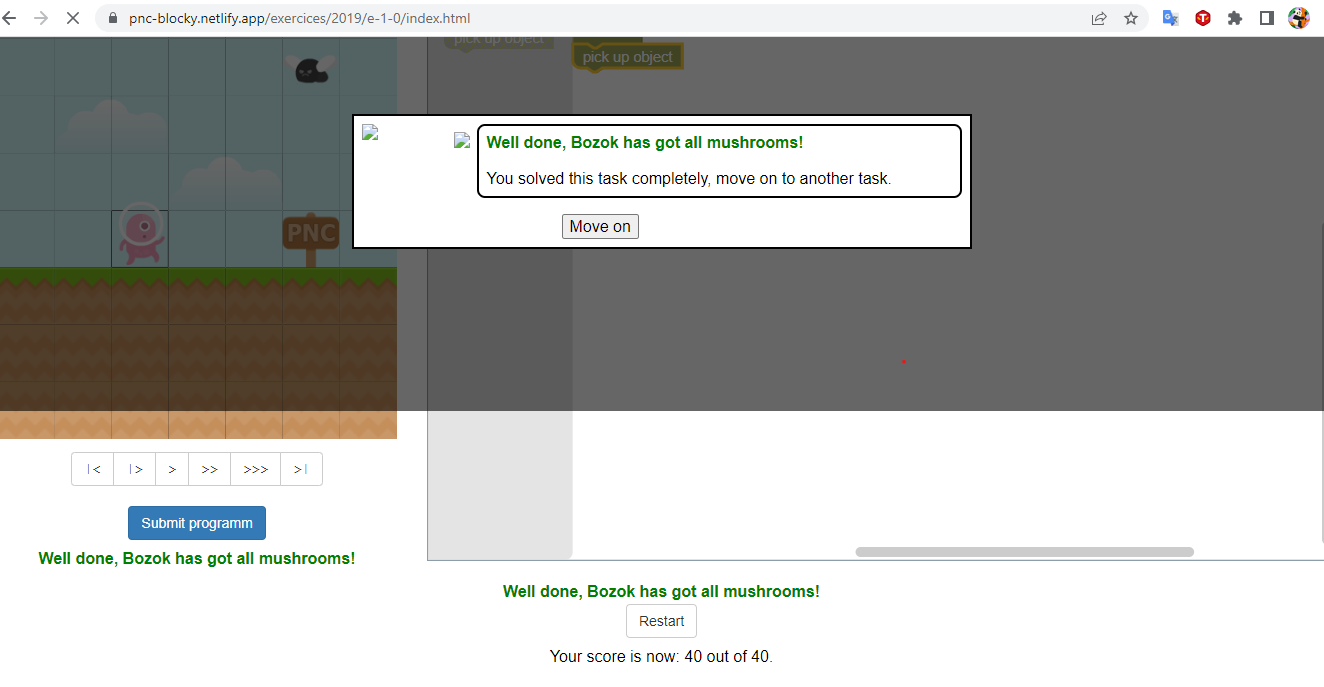 pnc-blocky.netlify.app/exercices/2019/e-1-0/index.html
pick up object
pick up object
Well done, Bozok has got all mushrooms!
You solved this task completely, move on to another task.
Move on
PNC
|< |> > >> >>> >|
Submit programm
Well done, Bozok has got all mushrooms!
Well done, Bozok has got all mushrooms!
Restart
Your score is now: 40 out of 40.